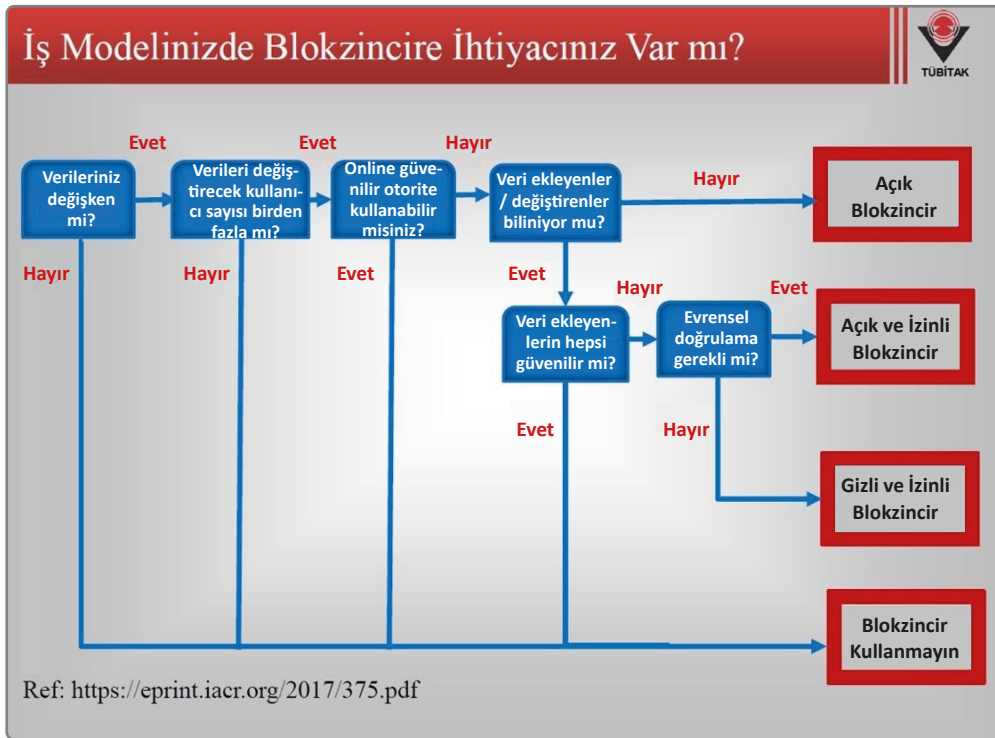 İş Modelinizde Blokzincire İhtiyacınız Var mı?
TÜBİTAK
Evet
Evet
Hayır
Verileriniz
değişken
mi?
Verileri değiş-
tirecek kullanı-
cı sayısı birden
fazla mı?
Online güve-
nilir otorite
kullanabilir
misiniz?
Veri ekleyenler
/ değiştirenler
biliniyor mu?
Hayır
Açık
Blokzincir
Hayır
Hayır
Evet
Evet
Hayır
Evet
Veri ekleyen-
lerin hepsi
güvenilir mi?
Evrensel
doğrulama
gerekli mi?
Açık ve İzinli
Blokzincir
Evet
Hayır
Gizli ve İzinli
Blokzincir
Blokzincir
Kullanmayın
Ref: https://eprint.iacr.org/2017/375.pdf